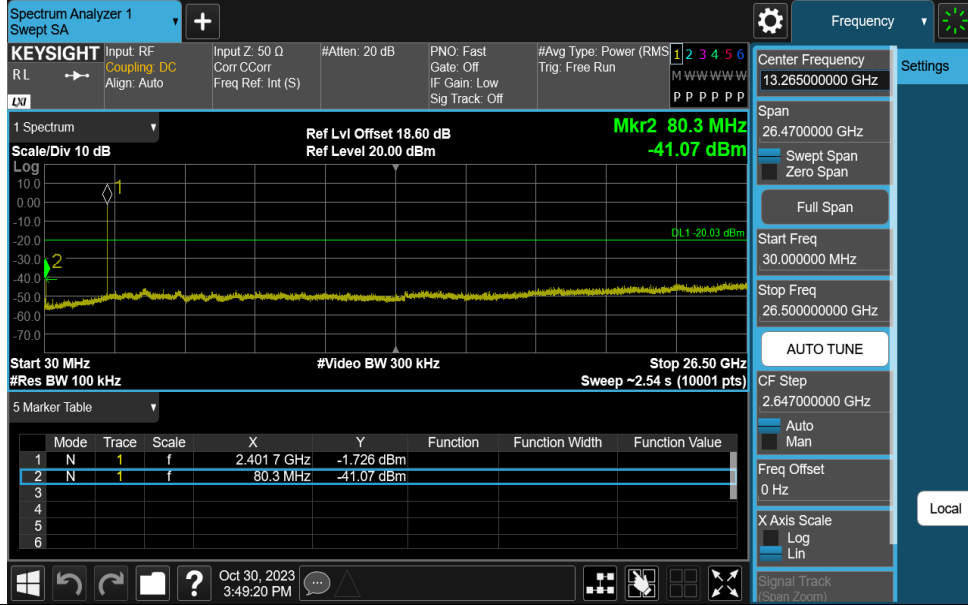 Spectrum Analyzer 1
Swept SA
+
Frequency
KEYSIGHT
R L
LXI
Input: RF
Coupling: DC
Align: Auto
Input Z: 50 Ω
Corr CCorr
Freq Ref: Int (S)
#Atten: 20 dB
PNO: Fast
Gate: Off
IF Gain: Low
Sig Track: Off
#Avg Type: Power (RMS
Trig: Free Run
1 2 3 4 5 6
M W W W W W
P P P P P P
1 Spectrum
Scale/Div 10 dB
Ref Lvl Offset 18.60 dB
Ref Level 20.00 dBm
Mkr2 80.3 MHz
-41.07 dBm
Log
10.0
0.00
-10.0
-20.0
-30.0
-40.0
-50.0
-60.0
-70.0
1
2
DL1 -20.03 dBm
Start 30 MHz
#Video BW 300 kHz
Stop 26.50 GHz
#Res BW 100 kHz
Sweep ~2.54 s (10001 pts)
5 Marker Table
Mode Trace Scale X Y Function Function Width Function Value
1 N 1 f 2.401 7 GHz -1.726 dBm
2 N 1 f 80.3 MHz -41.07 dBm
3
4
5
6
Center Frequency
13.265000000 GHz
Span
26.4700000 GHz
Swept Span
Zero Span
Full Span
Start Freq
30.000000 MHz
Stop Freq
26.500000000 GHz
AUTO TUNE
CF Step
2.647000000 GHz
Auto
Man
Freq Offset
0 Hz
X Axis Scale
Log
Lin
Signal Track
(Span Zoom)
Settings
Local
?
Oct 30, 2023
3:49:20 PM